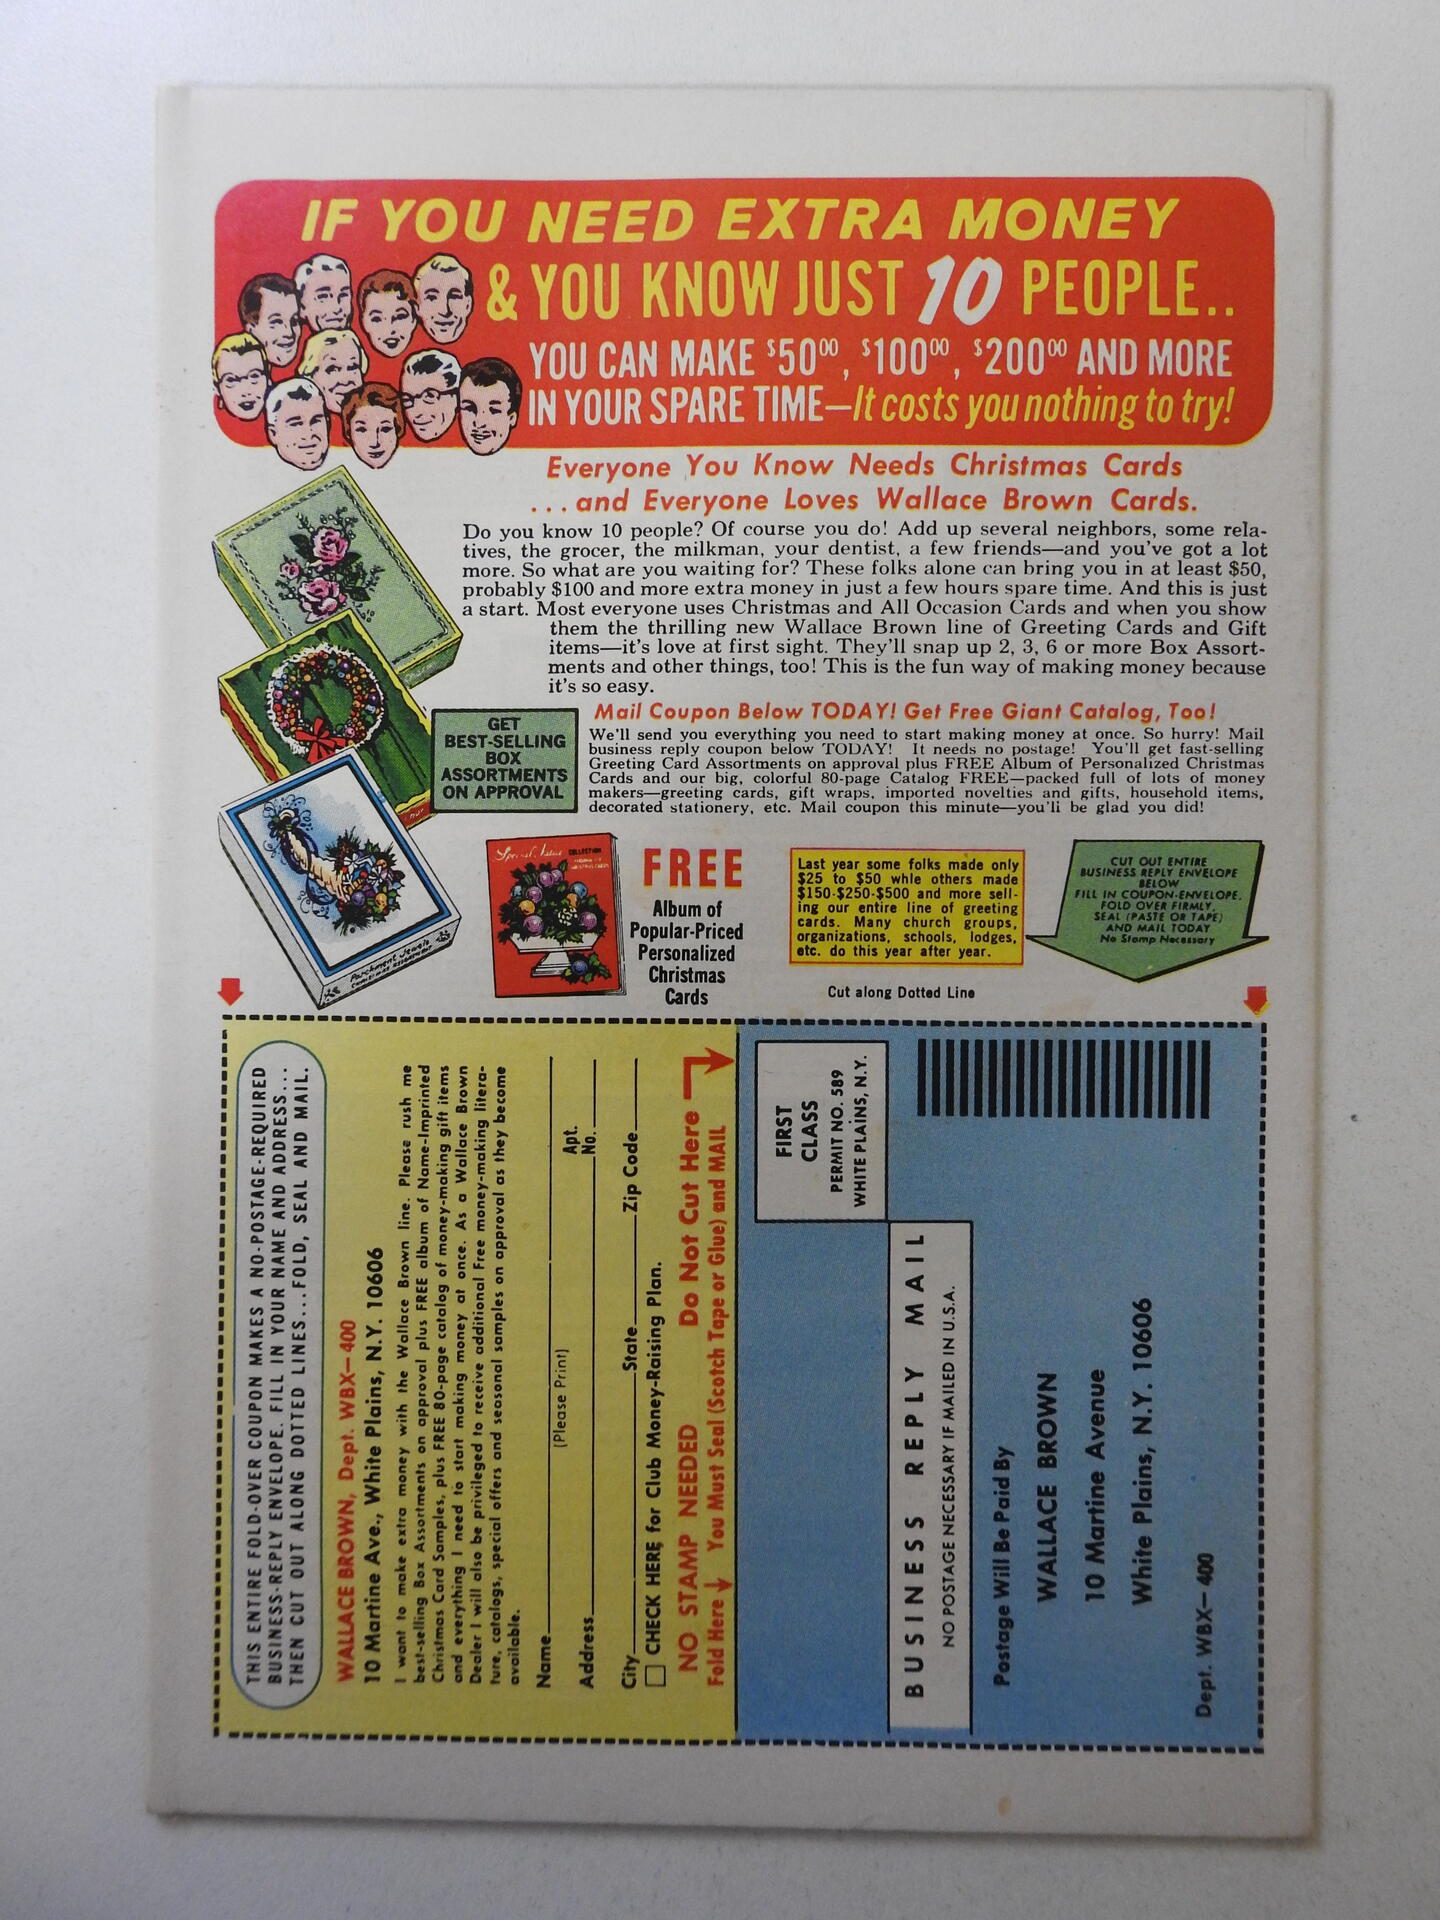 IF YOU NEED EXTRA MONEY
& YOU KNOW JUST 10 PEOPLE..
YOU CAN MAKE $5000, $10000, $20000 AND MORE
IN YOUR SPARE TIME—It costs you nothing to try!
Everyone You Know Needs Christmas Cards
...and Everyone Loves Wallace Brown Cards.
Do you know 10 people? Of course you do! Add up several neighbors, some rela-
tives, the grocer, the milkman, your dentist, a few friends—and you've got a lot
more. So what are you waiting for? These folks alone can bring you in at least $50,
probably $100 and more extra money in just a few hours spare time. And this is just
a start. Most everyone uses Christmas and All Occasion Cards and when you show
them the thrilling new Wallace Brown line of Greeting Cards and Gift
items—it's love at first sight. They'll snap up 2, 3, 6 or more Box Assort-
ments and other things, too! This is the fun way of making money because
it's so easy.
GET
BEST-SELLING
BOX
ASSORTMENTS
ON APPROVAL
Mail Coupon Below TODAY! Get Free Giant Catalog, Too!
We'll send you everything you need to start making money at once. So hurry! Mail
business reply coupon below TODAY! It needs no postage! You'll get fast-selling
Greeting Card Assortments on approval plus FREE Album of Personalized Christmas
Cards and our big, colorful 80-page Catalog FREE—packed full of lots of money
makers—greeting cards, gift wraps, imported novelties and gifts, household items,
decorated stationery, etc. Mail coupon this minute—you'll be glad you did!
Parchment Jewels
CHRISTMAS ASSORTMENT
Special Issue COLLECTION
FREE
Album of
Popular-Priced
Personalized
Christmas
Cards
Last year some folks made only
$25 to $50 whle others made
$150-$250-$500 and more sell-
ing our entire line of greeting
cards. Many church groups,
organizations, schools, lodges,
etc. do this year after year.
CUT OUT ENTIRE
BUSINESS REPLY ENVELOPE
BELOW
FILL IN COUPON-ENVELOPE.
FOLD OVER FIRMLY,
SEAL (PASTE OR TAPE)
AND MAIL TODAY
No Stamp Necessary
Cut along Dotted Line
THIS ENTIRE FOLD-OVER COUPON MAKES A NO-POSTAGE-REQUIRED
BUSINESS-REPLY ENVELOPE. FILL IN YOUR NAME AND ADDRESS...
THEN CUT OUT ALONG DOTTED LINES...FOLD, SEAL AND MAIL.
WALLACE BROWN, Dept. WBX—400
10 Martine Ave., White Plains, N.Y. 10606
I want to make extra money with the Wallace Brown line. Please rush me
best-selling Box Assortments on approval plus FREE album of Name-Imprinted
Christmas Card Samples, plus FREE 80-page catalog of money-making gift items
and everything I need to start making money at once. As a Wallace Brown
Dealer I will also be privileged to receive additional Free money-making litera-
ture, catalogs, special offers and seasonal samples on approval as they become
available.
Name
(Please Print)
Address Apt. No.
City State Zip Code
CHECK HERE for Club Money-Raising Plan.
NO STAMP NEEDED Do Not Cut Here
Fold Here You Must Seal (Scotch Tape or Glue) and MAIL
FIRST
CLASS
PERMIT NO. 589
WHITE PLAINS, N.Y.
BUSINESS REPLY MAIL
NO POSTAGE NECESSARY IF MAILED IN U.S.A.
Postage Will Be Paid By
WALLACE BROWN
10 Martine Avenue
White Plains, N.Y. 10606
Dept. WBX—400